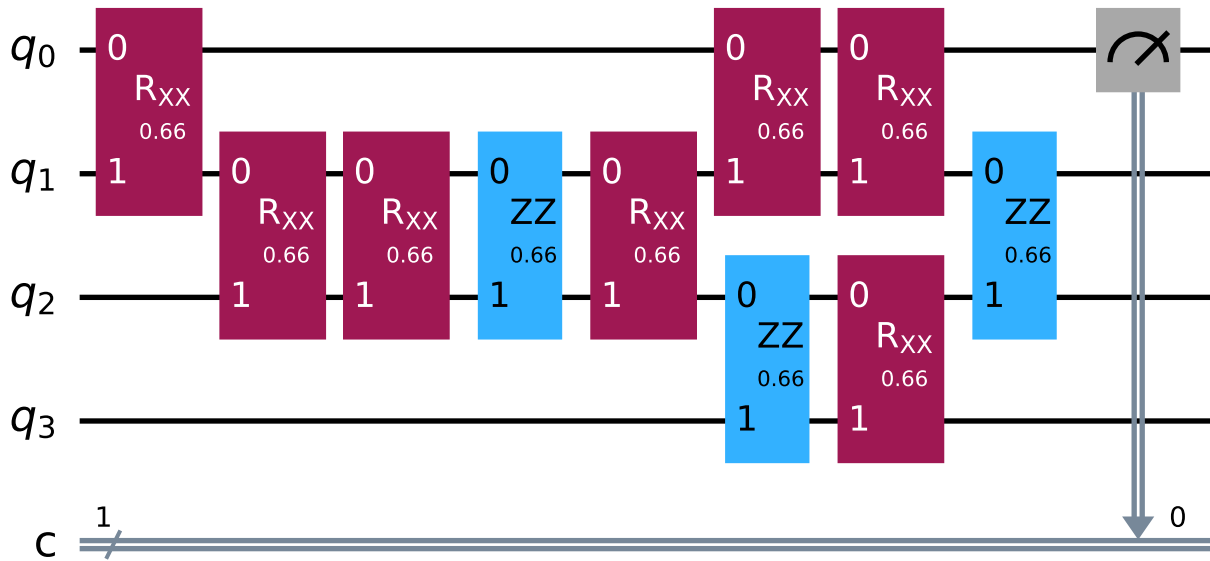 q0 0 0 0
RXX RXX RXX
0.66 0.66 0.66
q1 1 0 0 0 0 1 1 0
RXX RXX ZZ RXX ZZ
0.66 0.66 0.66 0.66 0.66
q2 1 1 1 1 0 0 1
ZZ RXX
0.66 0.66
q3 1 1
1 0
c